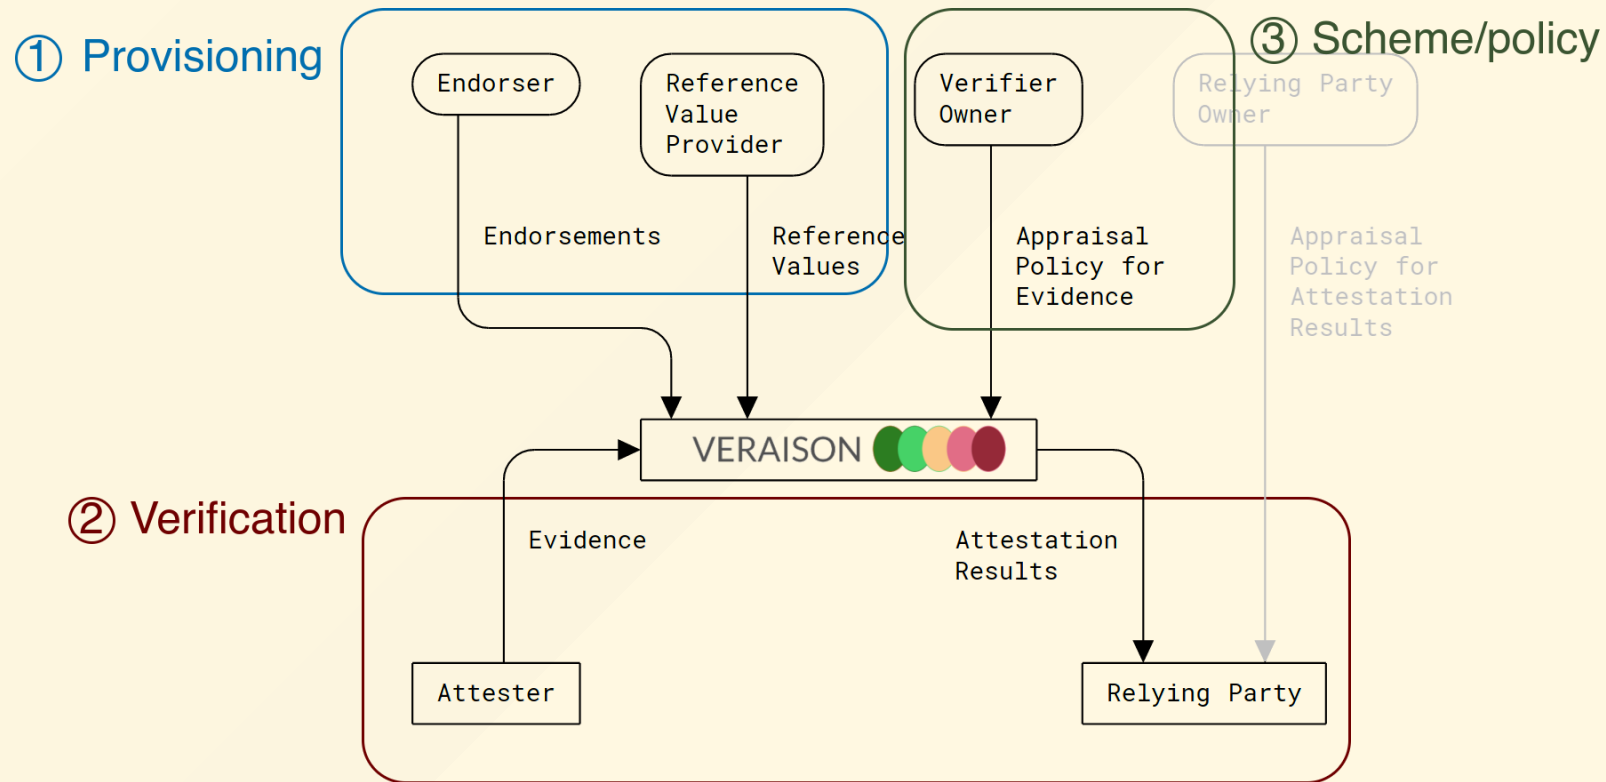 ① Provisioning
③ Scheme/policy
Endorser
Reference
Value
Provider
Verifier
Owner
Relying Party
Owner
Endorsements
Reference
Values
Appraisal
Policy for
Evidence
Appraisal
Policy for
Attestation
Results
VERAISON
② Verification
Evidence
Attestation
Results
Attester
Relying Party